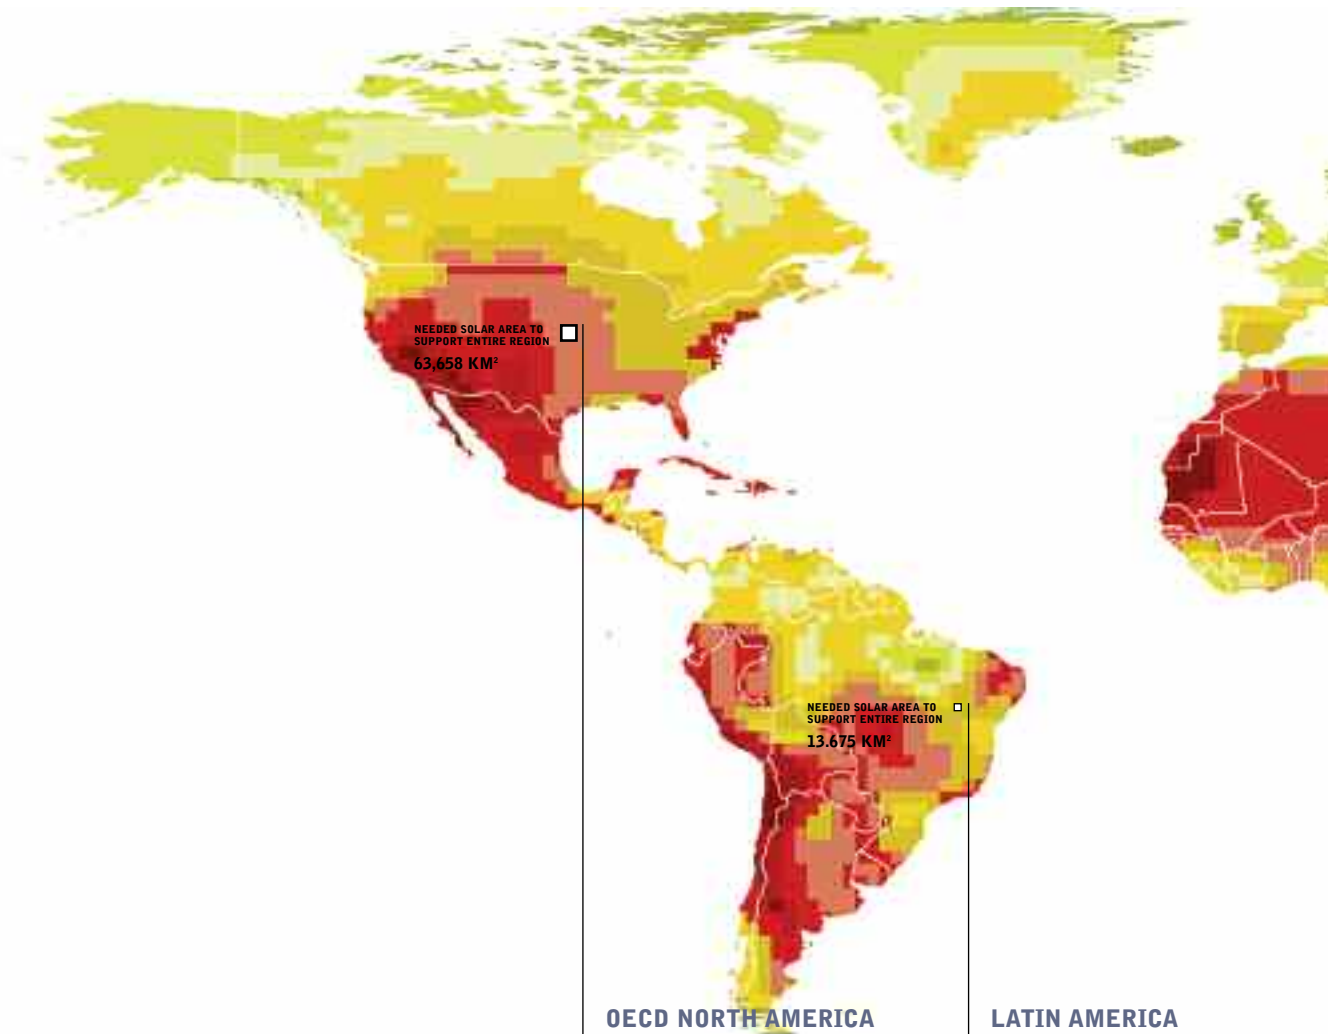 NEEDED SOLAR AREA TO
SUPPORT ENTIRE REGION
63,658 KM²
NEEDED SOLAR AREA TO
SUPPORT ENTIRE REGION
13.675 KM²
OECD NORTH AMERICA
LATIN AMERICA